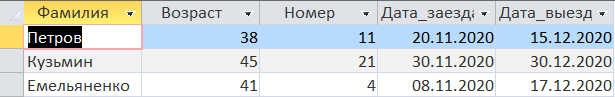 Фамилия Возраст Номер Дата_заезда Дата_выезд
Петров 38 11 20.11.2020 15.12.2020
Кузьмин 45 21 30.11.2020 30.12.2020
Емельяненко 41 4 08.11.2020 17.12.2020